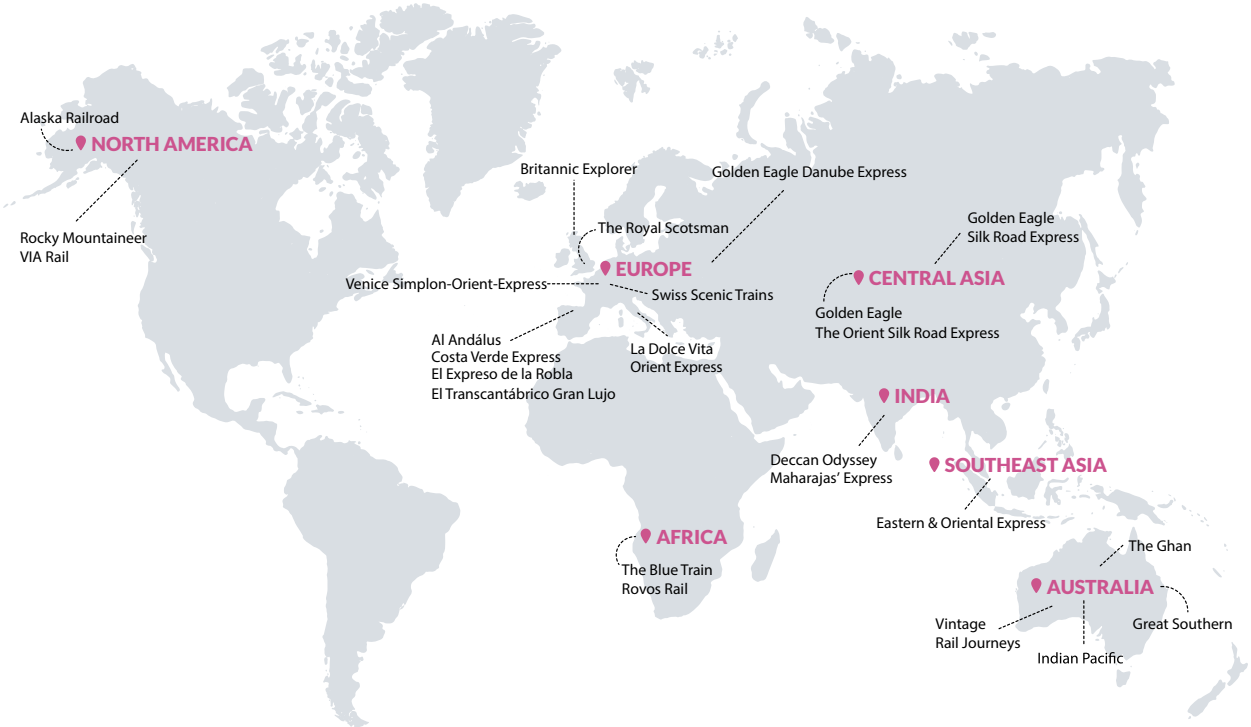 Alaska Railroad
NORTH AMERICA
Rocky Mountaineer
VIA Rail
Britannic Explorer
Golden Eagle Danube Express
The Royal Scotsman
EUROPE
Venice Simplon-Orient-Express
Swiss Scenic Trains
Al Andálus
Costa Verde Express
El Expreso de la Robla
El Transcantábrico Gran Lujo
La Dolce Vita
Orient Express
Golden Eagle
Silk Road Express
CENTRAL ASIA
Golden Eagle
The Orient Silk Road Express
INDIA
Deccan Odyssey
Maharajas’ Express
SOUTHEAST ASIA
Eastern & Oriental Express
AFRICA
The Blue Train
Rovos Rail
The Ghan
AUSTRALIA
Great Southern
Vintage
Rail Journeys
Indian Pacific